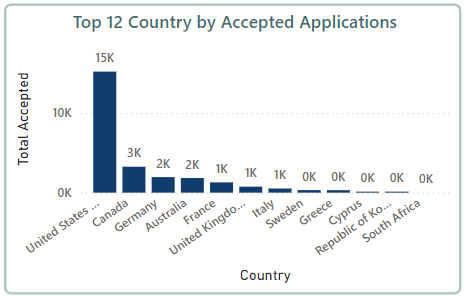 Top 12 Country by Accepted Applications
Total Accepted
10K
0K
15K
3K
2K
2K
1K
1K
1K
0K
0K
0K
0K
0K
United States ...
Canada
Germany
Australia
France
United Kingdo...
Italy
Sweden
Greece
Cyprus
Republic of Ko...
South Africa
Country